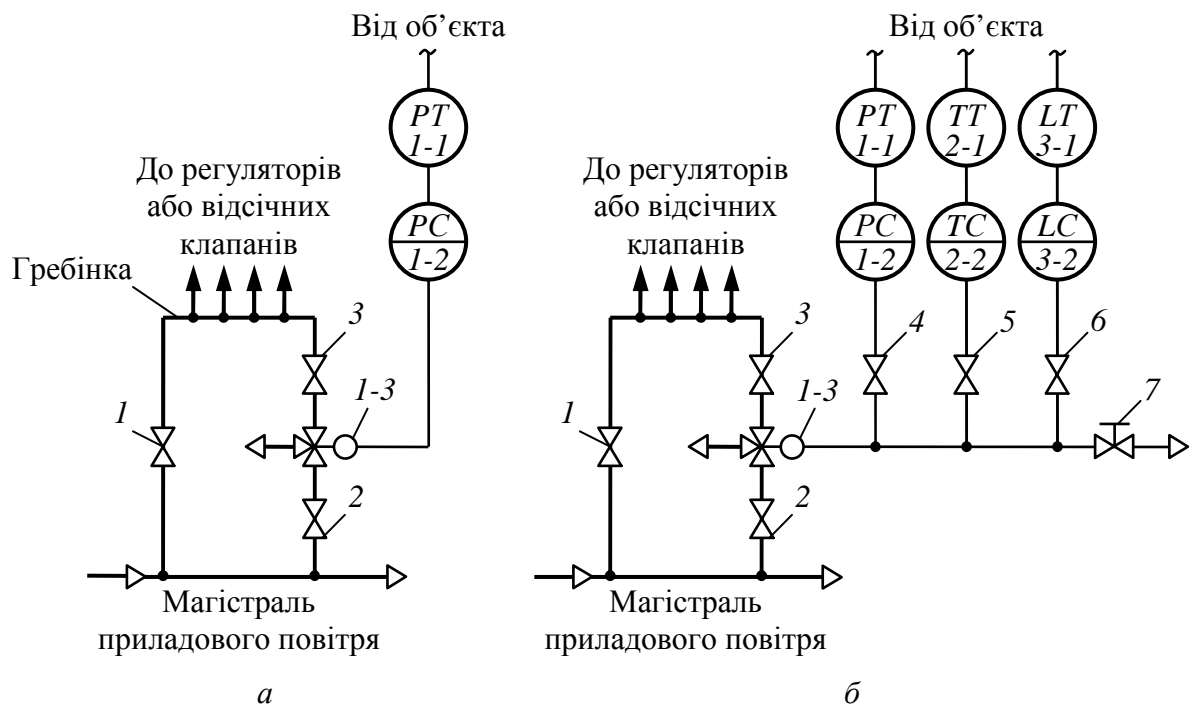 Від об’єкта
PT
1-1
До регуляторів
або відсічних
клапанів
PC
1-2
Гребінка
3
1-3
1
2
Магістраль
приладового повітря
а
Від об’єкта
PT
1-1
TT
2-1
LT
3-1
До регуляторів
або відсічних
клапанів
PC
1-2
TC
2-2
LC
3-2
3
4
5
6
1-3
7
1
2
Магістраль
приладового повітря
б